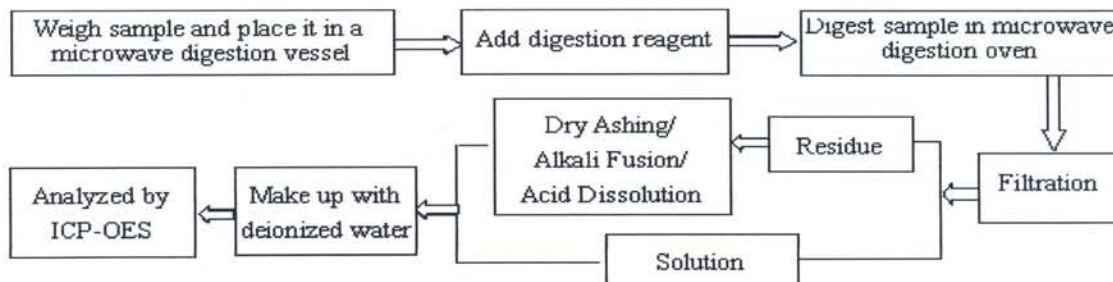 Weigh sample and place it in a
microwave digestion vessel
Add digestion reagent
Digest sample in microwave
digestion oven
Filtration
Residue
Dry Ashing/
Alkali Fusion/
Acid Dissolution
Solution
Make up with
deionized water
Analyzed by
ICP-OES